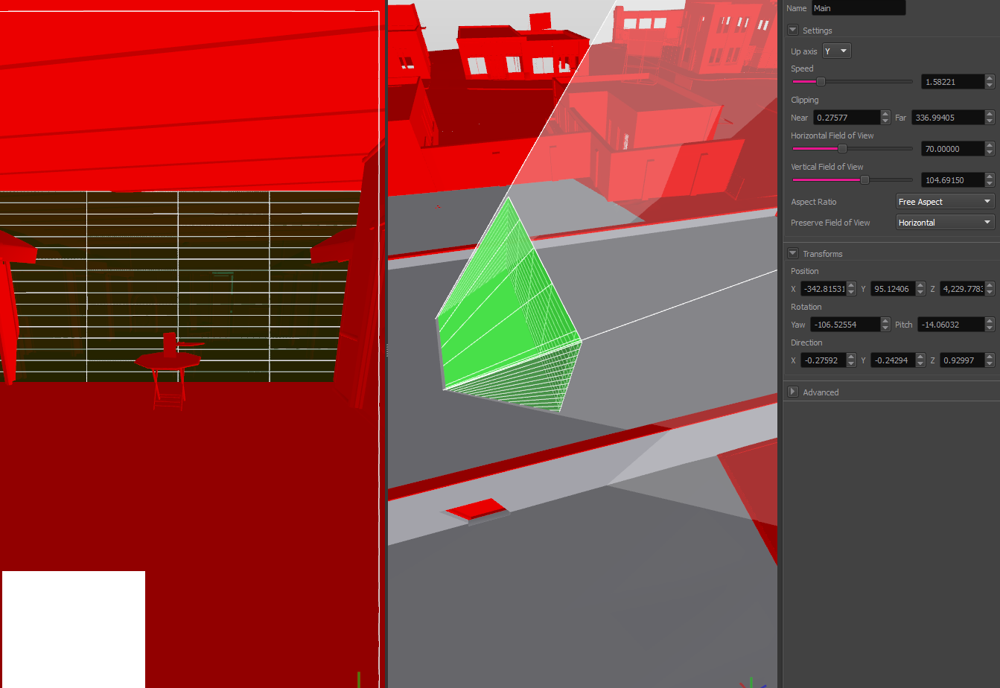 Name Main
Settings
Up axis Y
Speed
1.58221
Clipping
Near 0.27577 Far 336.99405
Horizontal Field of View
70.00000
Vertical Field of View
104.69150
Aspect Ratio Free Aspect
Preserve Field of View Horizontal
Transforms
Position
X -342.81531 Y 95.12406 Z 4,229.7783
Rotation
Yaw -106.52554 Pitch -14.06032
Direction
X -0.27592 Y -0.24294 Z 0.92997
Advanced